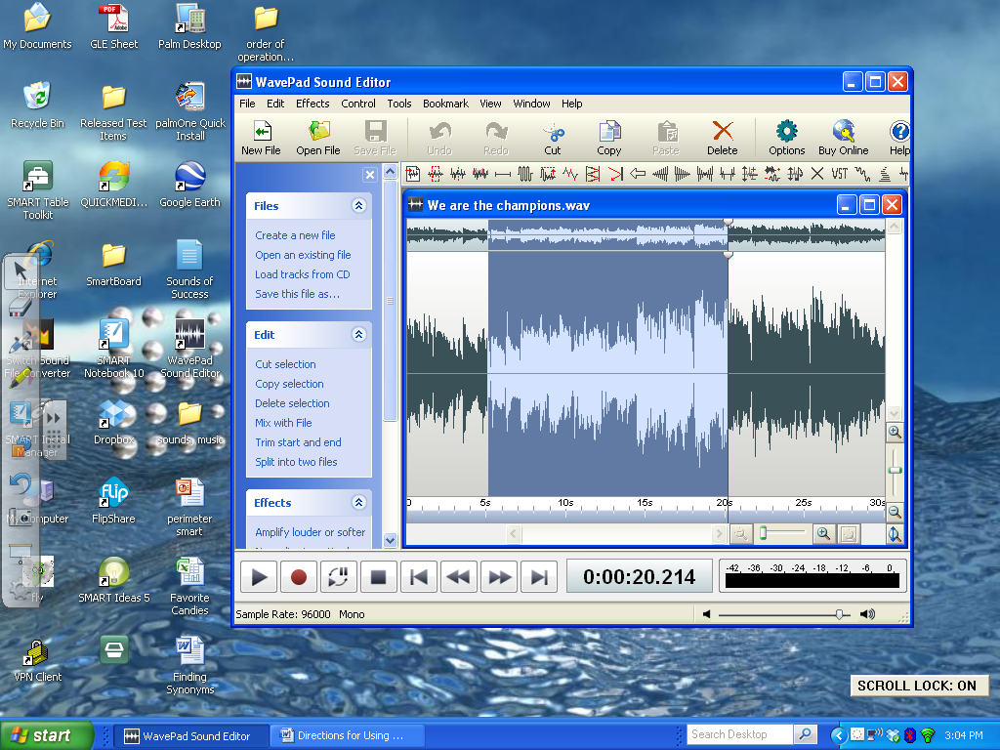 My Documents
GLE Sheet
Palm Desktop
order of
operation...
Recycle Bin
Released Test
Items
palmOne Quick
Install
SMART Table
Toolkit
QUICKMEDI...
Google Earth
Internet
Explorer
SmartBoard
Sounds of
Success
Switch Sound
File Converter
SMART
Notebook 10
WavePad
Sound Editor
SMART Install
Manager
Dropbox
sounds, music
My Computer
FlipShare
perimeter
smart
fly
SMART Ideas 5
Favorite
Candies
VPN Client
Finding
Synonyms
WavePad Sound Editor
File Edit Effects Control Tools Bookmark View Window Help
New File Open File Save File Undo Redo Cut Copy Paste Delete Options Buy Online Help
VST
Files
Create a new file
Open an existing file
Load tracks from CD
Save this file as...
Edit
Cut selection
Copy selection
Delete selection
Mix with File
Trim start and end
Split into two files
Effects
Amplify louder or softer
We are the champions.wav
0 5s 10s 15s 20s 25s 30s
0:00:20.214
-42 -36 -30 -24 -18 -12 -6 0
Sample Rate: 96000 Mono
SCROLL LOCK: ON
start
WavePad Sound Editor
Directions for Using ...
Search Desktop
3:04 PM